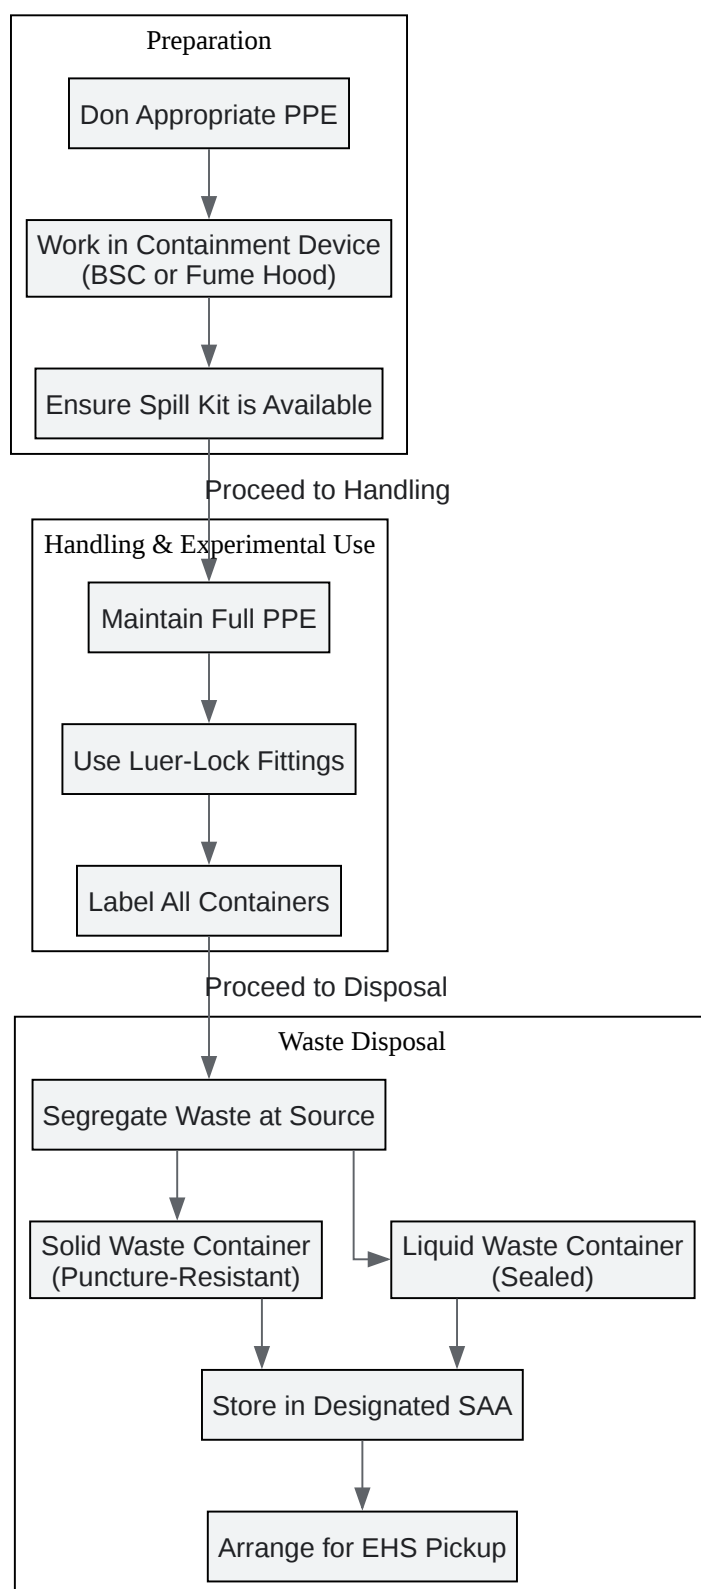 Preparation
Don Appropriate PPE
Work in Containment Device
(BSC or Fume Hood)
Ensure Spill Kit is Available
Proceed to Handling
Handling & Experimental Use
Maintain Full PPE
Use Luer-Lock Fittings
Label All Containers
Proceed to Disposal
Waste Disposal
Segregate Waste at Source
Solid Waste Container
(Puncture-Resistant)
Liquid Waste Container
(Sealed)
Store in Designated SAA
Arrange for EHS Pickup